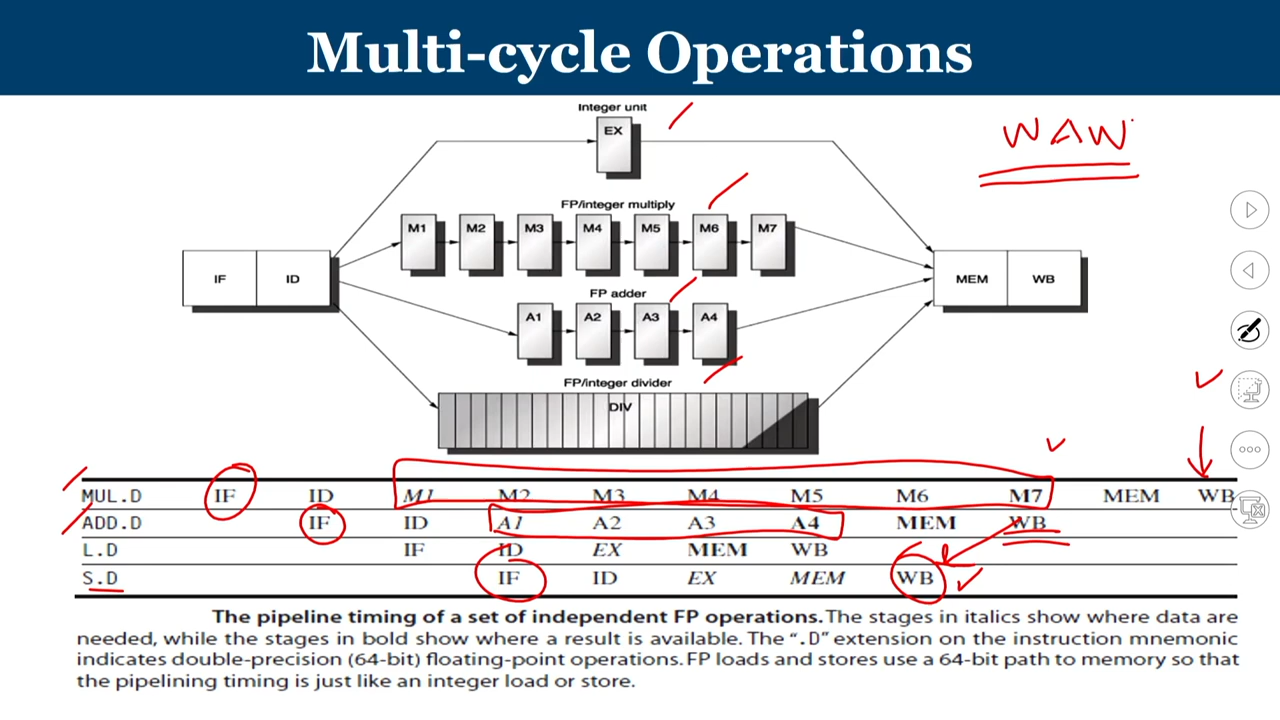 Multi-cycle Operations
Integer unit
EX
WAW
FP/integer multiply
M1 M2 M3 M4 M5 M6 M7
IF ID MEM WB
FP adder
A1 A2 A3 A4
FP/integer divider
DIV
MUL.D IF ID M1 M2 M3 M4 M5 M6 M7 MEM WB
ADD.D IF ID A1 A2 A3 A4 MEM WB
L.D IF ID EX MEM WB
S.D IF ID EX MEM WB
The pipeline timing of a set of independent FP operations. The stages in italics show where data are
needed, while the stages in bold show where a result is available. The “.D” extension on the instruction mnemonic
indicates double-precision (64-bit) floating-point operations. FP loads and stores use a 64-bit path to memory so that
the pipelining timing is just like an integer load or store.